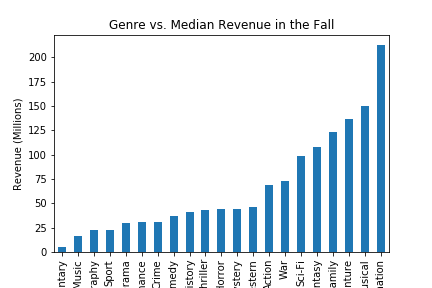 Genre vs. Median Revenue in the Fall
Revenue (Millions)
200
175
150
125
100
75
50
25
0
ntary
Music
raphy
Sport
rama
nance
Crime
medy
istory
hriller
Horror
ystery
stern
Action
War
Sci-Fi
ntasy
amily
nture
usical
nation